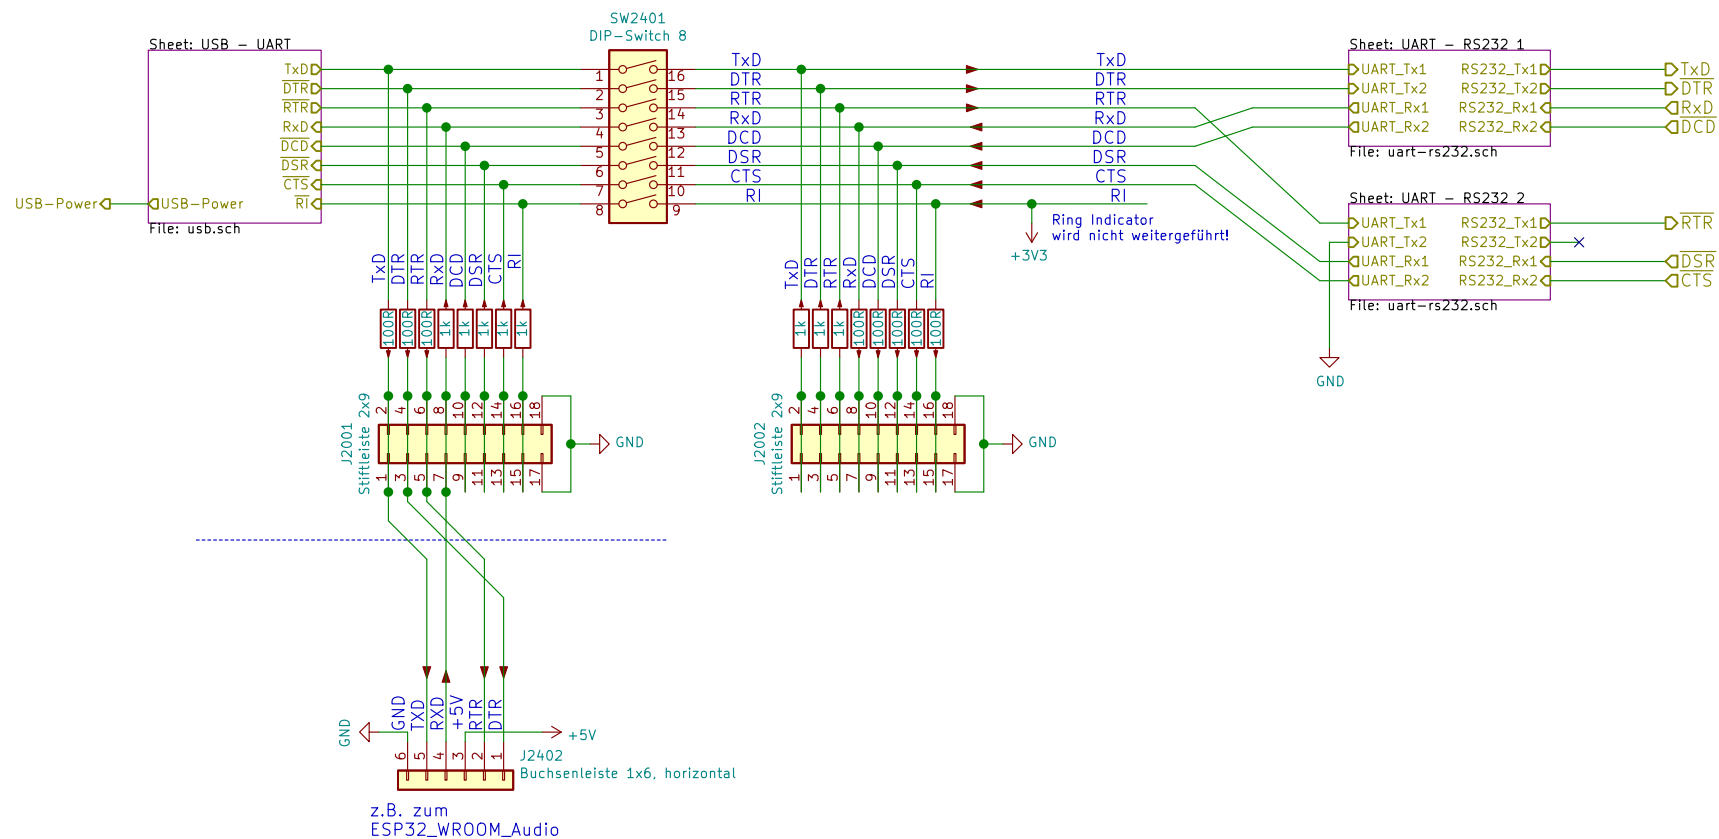 SW2401
DIP-Switch 8
Sheet: USB - UART
TxD
DTR
RTR
RxD
DCD
DSR
CTS
RI
USB-Power
USB-Power
File: usb.sch
1
2
3
4
5
6
7
8
16
15
14
13
12
11
10
9
TxD
DTR
RTR
RxD
DCD
DSR
CTS
RI
TxD
DTR
RTR
RxD
DCD
DSR
CTS
RI
Ring Indicator
wird nicht weitergeführt!
+3V3
Sheet: UART - RS232 1
UART_Tx1 RS232_Tx1 TxD
UART_Tx2 RS232_Tx2 DTR
UART_Rx1 RS232_Rx1 RxD
UART_Rx2 RS232_Rx2 DCD
File: uart-rs232.sch
Sheet: UART - RS232 2
UART_Tx1 RS232_Tx1 RTR
UART_Tx2 RS232_Tx2
UART_Rx1 RS232_Rx1 DSR
UART_Rx2 RS232_Rx2 CTS
File: uart-rs232.sch
GND
TxD DTR RTR RxD DCD DSR CTS RI
100R 100R 100R 1k 1k 1k 1k 1k
2 4 6 8 10 12 14 16 18
1 3 5 7 9 11 13 15 17
J2001
Stiftleiste 2x9
GND
TxD DTR RTR RxD DCD DSR CTS RI
1k 1k 1k 100R 100R 100R 100R 100R
2 4 6 8 10 12 14 16 18
1 3 5 7 9 11 13 15 17
J2002
Stiftleiste 2x9
GND
GND TXD RXD +5V RTR DTR
GND
+5V
6 5 4 3 2 1
J2402
Buchsenleiste 1x6, horizontal
z.B. zum
ESP32_WROOM_Audio